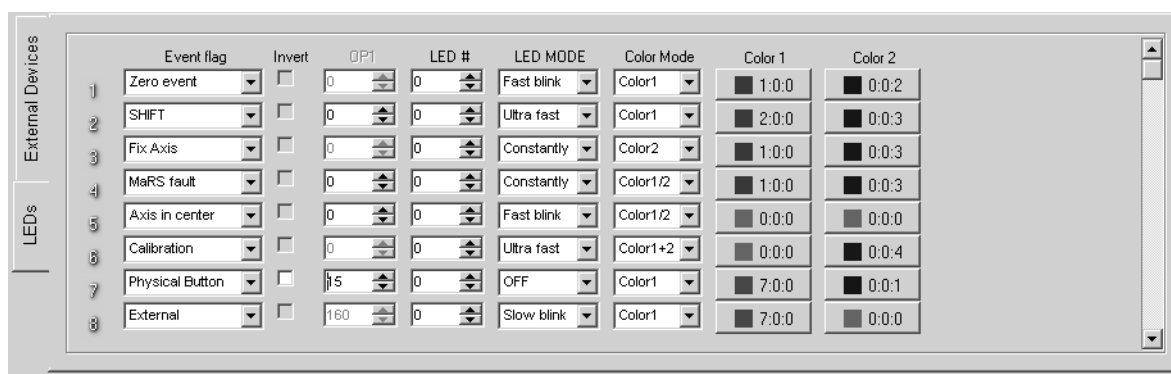 External Devices
LEDs
Event flag Invert OP1 LED # LED MODE Color Mode Color 1 Color 2
1 Zero event 0 0 Fast blink Color1 1:0:0 0:0:2
2 SHIFT 0 0 Ultra fast Color1 2:0:0 0:0:3
3 Fix Axis 0 0 Constantly Color2 1:0:0 0:0:3
4 MaRS fault 0 0 Constantly Color1/2 1:0:0 0:0:3
5 Axis in center 0 0 Fast blink Color1/2 0:0:0 0:0:0
6 Calibration 0 0 Ultra fast Color1+2 0:0:0 0:0:4
7 Physical Button 15 0 OFF Color1 7:0:0 0:0:1
8 External 160 0 Slow blink Color1 7:0:0 0:0:0